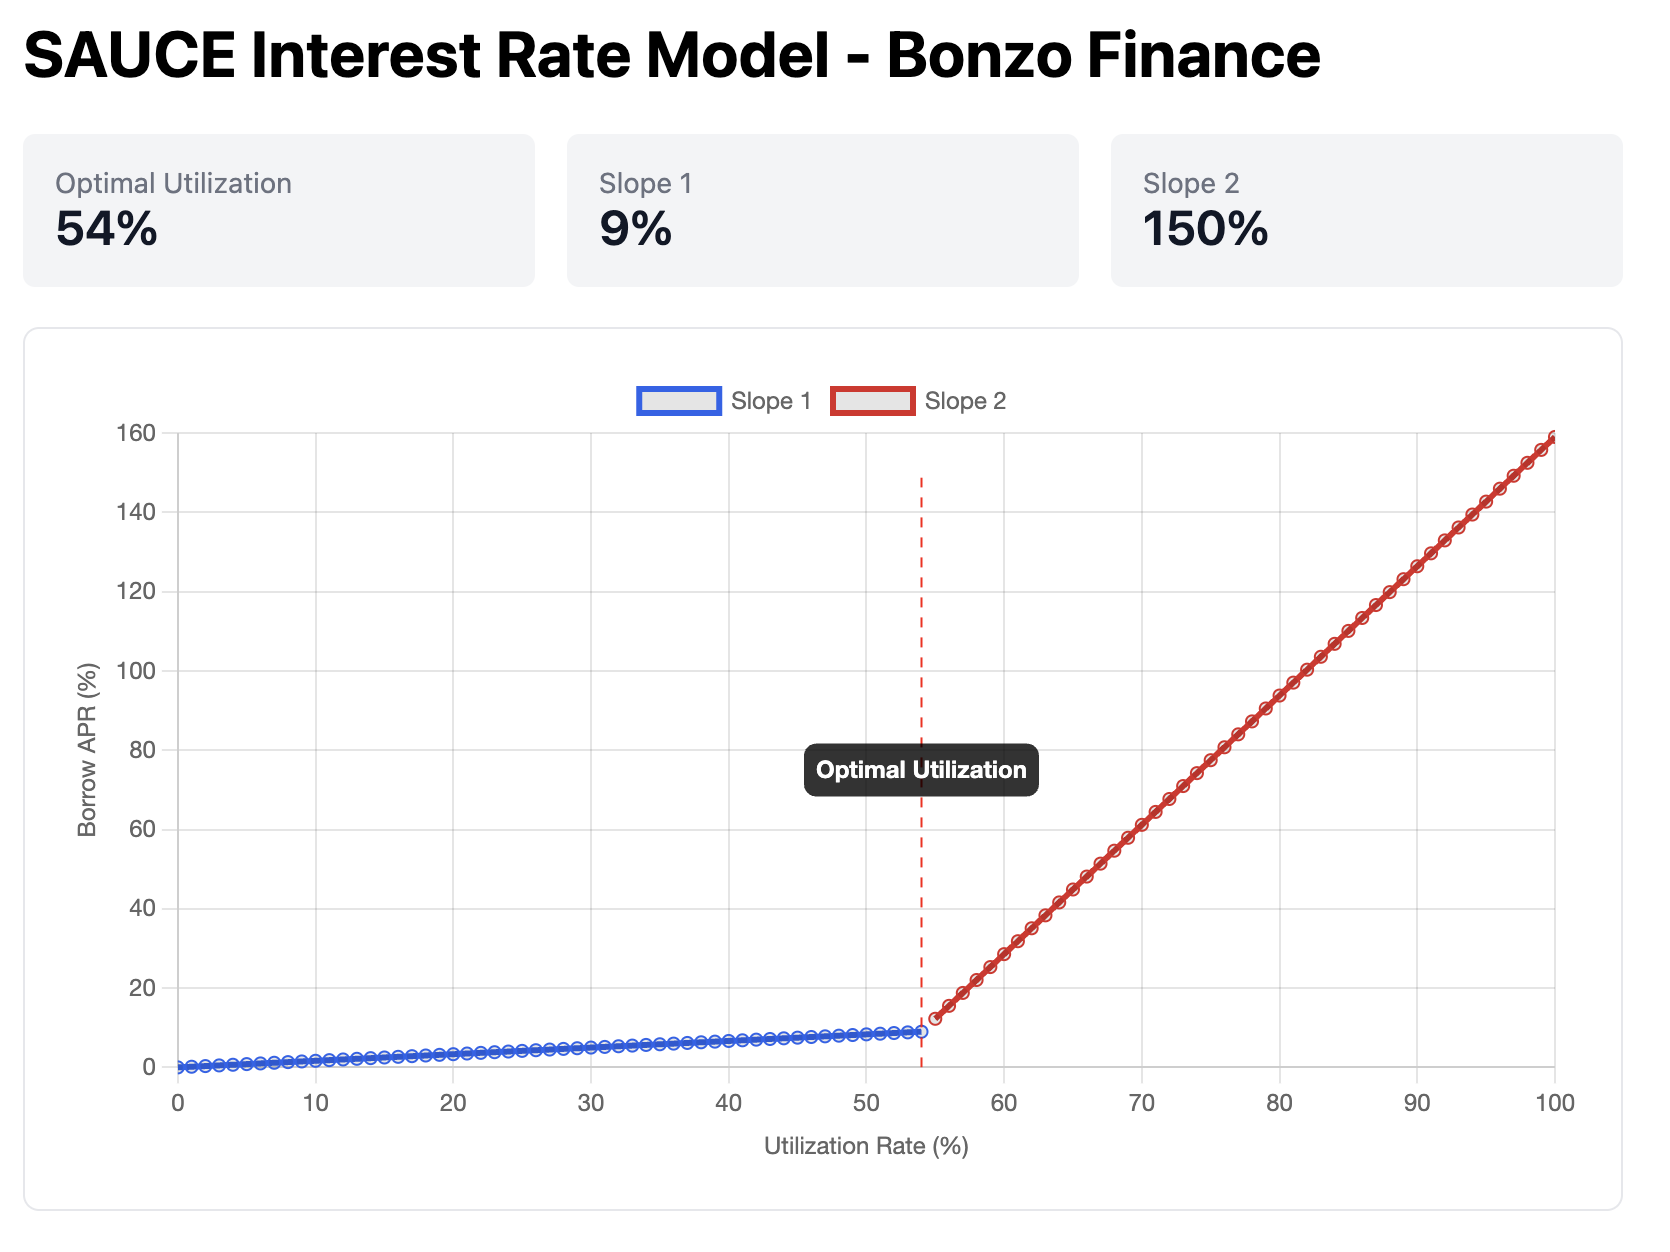 SAUCE Interest Rate Model - Bonzo Finance
Optimal Utilization
54%
Slope 1
9%
Slope 2
150%
Slope 1
Slope 2
160
140
120
100
80
60
40
20
0
Borrow APR (%)
Optimal Utilization
0 10 20 30 40 50 60 70 80 90 100
Utilization Rate (%)